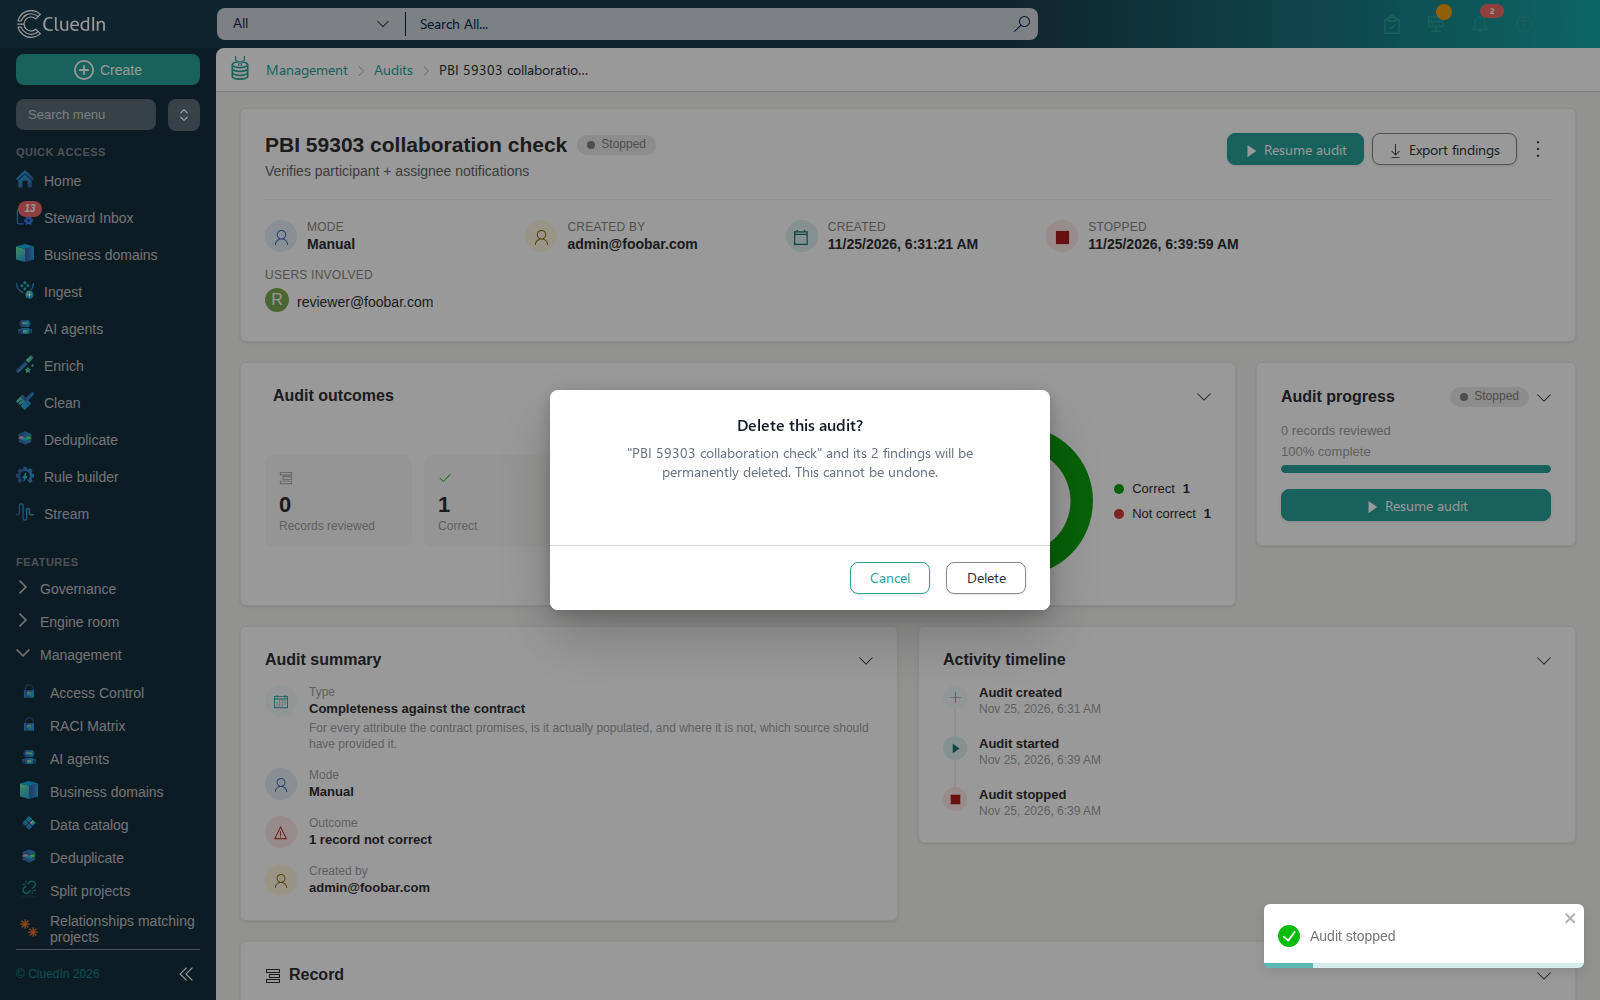 CluedIn
All
Search All...
2
Create
Search menu
QUICK ACCESS
Home
13
Steward Inbox
Business domains
Ingest
AI agents
Enrich
Clean
Deduplicate
Rule builder
Stream
FEATURES
Governance
Engine room
Management
Access Control
RACI Matrix
AI agents
Business domains
Data catalog
Deduplicate
Split projects
Relationships matching
projects
© CluedIn 2026
Management
Audits
PBI 59303 collaboratio...
PBI 59303 collaboration check
Stopped
Verifies participant + assignee notifications
Resume audit
Export findings
MODE
Manual
CREATED BY
admin@foobar.com
CREATED
11/25/2026, 6:31:21 AM
STOPPED
11/25/2026, 6:39:59 AM
USERS INVOLVED
R
reviewer@foobar.com
Audit outcomes
0
Records reviewed
1
Correct
Correct 1
Not correct 1
Audit progress
Stopped
0 records reviewed
100% complete
Resume audit
Delete this audit?
"PBI 59303 collaboration check" and its 2 findings will be
permanently deleted. This cannot be undone.
Cancel
Delete
Audit summary
Type
Completeness against the contract
For every attribute the contract promises, is it actually populated, and where it is not, which source should
have provided it.
Mode
Manual
Outcome
1 record not correct
Created by
admin@foobar.com
Activity timeline
Audit created
Nov 25, 2026, 6:31 AM
Audit started
Nov 25, 2026, 6:39 AM
Audit stopped
Nov 25, 2026, 6:39 AM
Record
Audit stopped